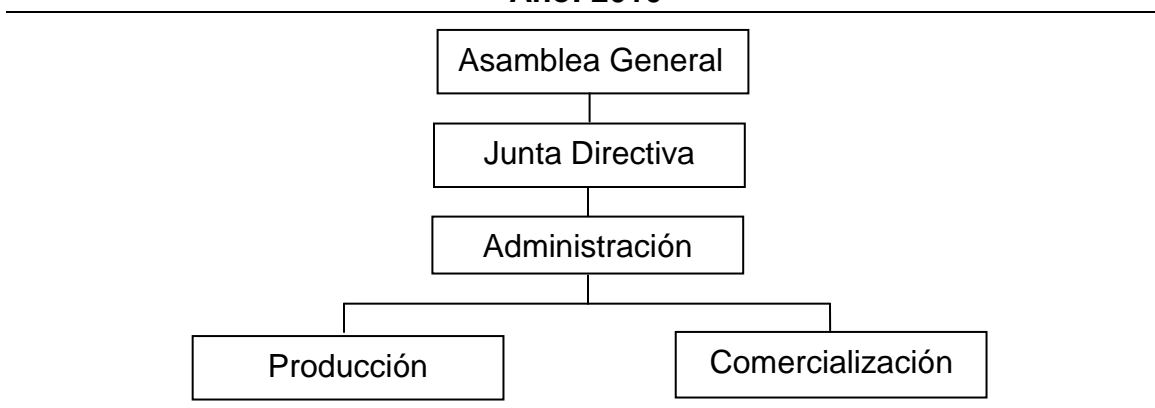 Asamblea General
Junta Directiva
Administración
Producción
Comercialización